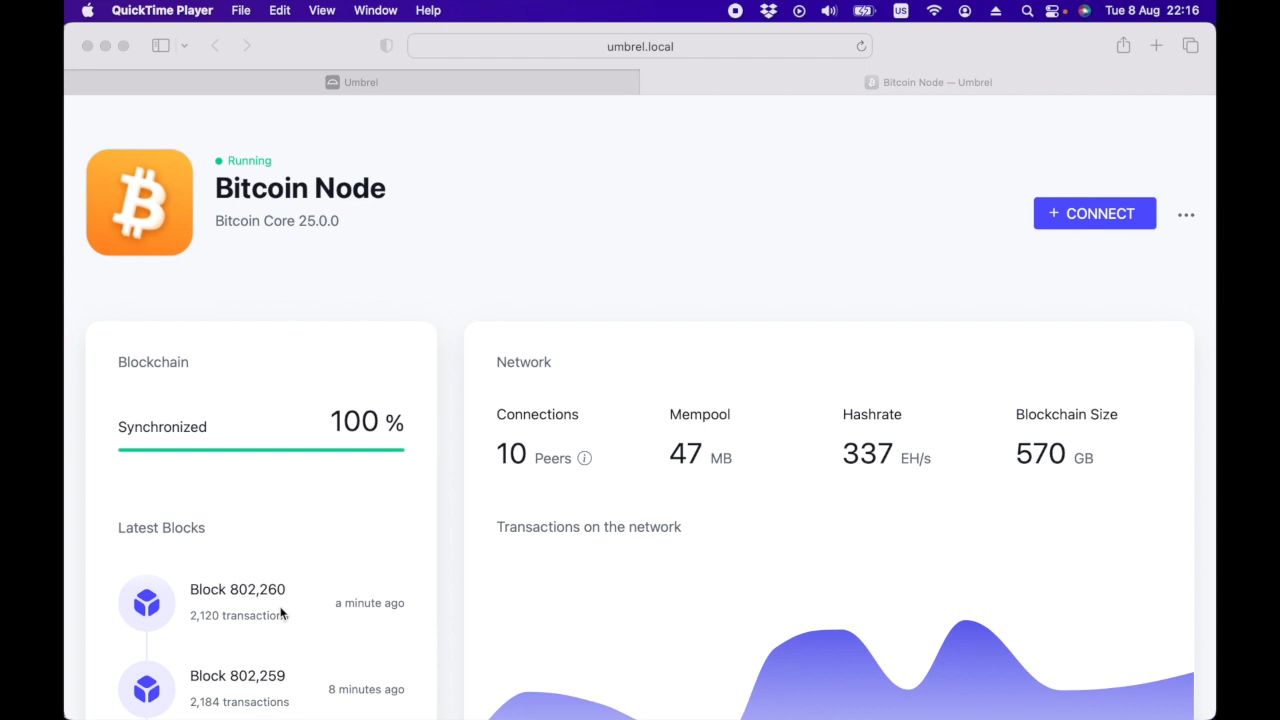 QuickTime Player File Edit View Window Help US Tue 8 Aug 22:16
umbrel.local
Umbrel
Bitcoin Node — Umbrel
Running
Bitcoin Node
Bitcoin Core 25.0.0
+ CONNECT
Blockchain
Synchronized 100 %
Latest Blocks
Block 802,260
2,120 transactions
a minute ago
Block 802,259
2,184 transactions
8 minutes ago
Network
Connections Mempool Hashrate Blockchain Size
10 Peers 47 MB 337 EH/s 570 GB
Transactions on the network